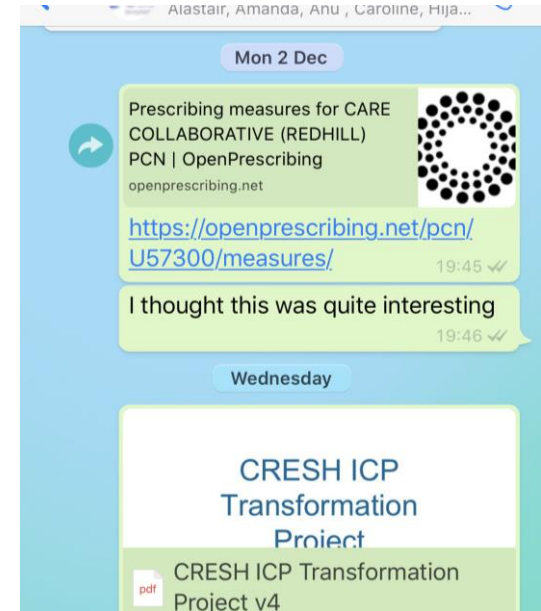 Alastair, Amanda, Anu , Caroline, Hija...
Mon 2 Dec
Prescribing measures for CARE
COLLABORATIVE (REDHILL)
PCN | OpenPrescribing
openprescribing.net
https://openprescribing.net/pcn/
U57300/measures/
19:45
I thought this was quite interesting
19:46
Wednesday
CRESH ICP
Transformation
Project
pdf
CRESH ICP Transformation
Project v4